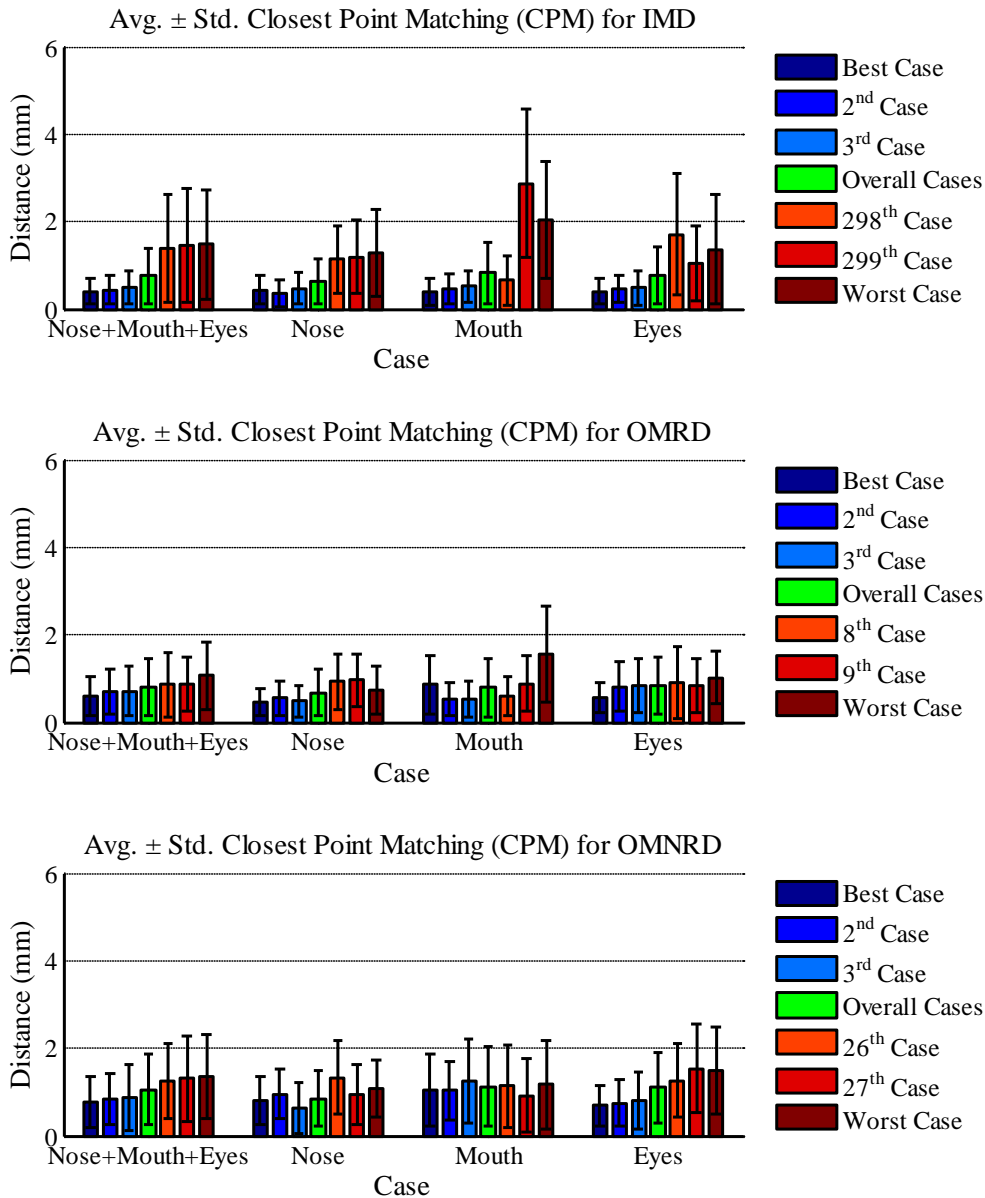 Avg. ± Std. Closest Point Matching (CPM) for IMD
6
4
2
0
Distance (mm)
Nose+Mouth+Eyes Nose Mouth Eyes
Case
Best Case
2nd Case
3rd Case
Overall Cases
298th Case
299th Case
Worst Case
Avg. ± Std. Closest Point Matching (CPM) for OMRD
6
4
2
0
Distance (mm)
Nose+Mouth+Eyes Nose Mouth Eyes
Case
Best Case
2nd Case
3rd Case
Overall Cases
8th Case
9th Case
Worst Case
Avg. ± Std. Closest Point Matching (CPM) for OMNRD
6
4
2
0
Distance (mm)
Nose+Mouth+Eyes Nose Mouth Eyes
Case
Best Case
2nd Case
3rd Case
Overall Cases
26th Case
27th Case
Worst Case